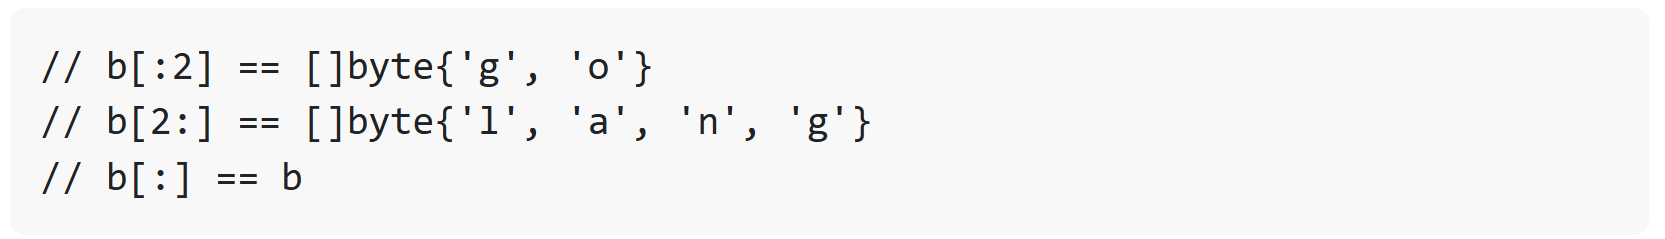 // b[:2] == []byte{'g', 'o'}
// b[2:] == []byte{'l', 'a', 'n', 'g'}
// b[:] == b